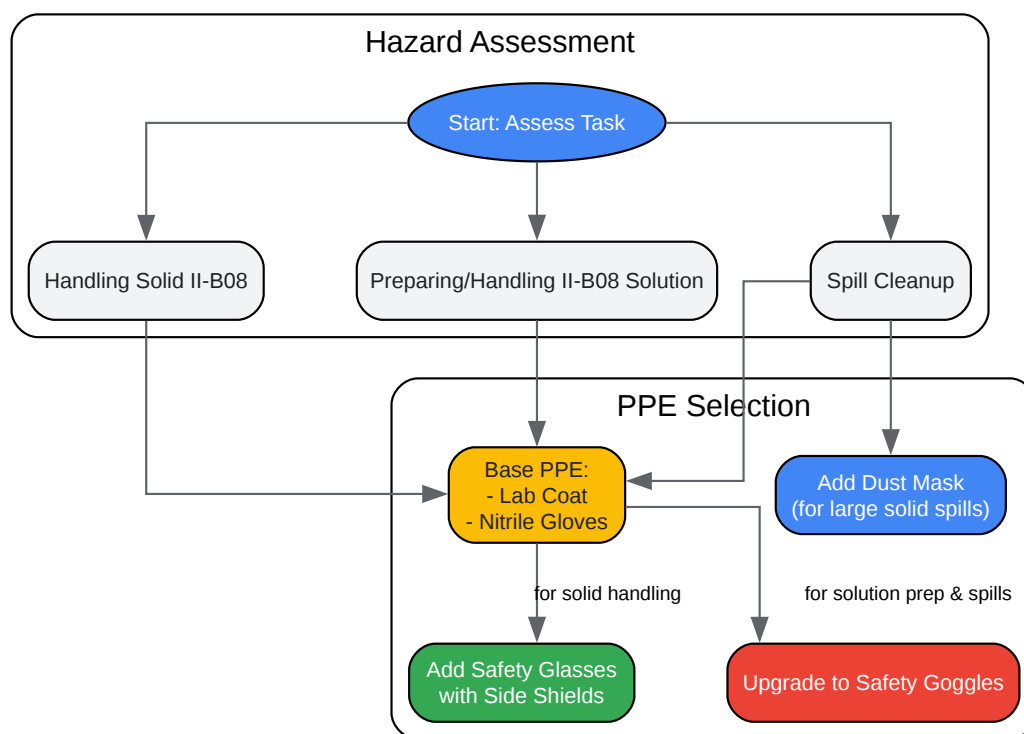 Hazard Assessment
Start: Assess Task
Handling Solid II-B08
Preparing/Handling II-B08 Solution
Spill Cleanup
PPE Selection
Base PPE:
- Lab Coat
- Nitrile Gloves
Add Dust Mask
(for large solid spills)
for solid handling
for solution prep & spills
Add Safety Glasses
with Side Shields
Upgrade to Safety Goggles